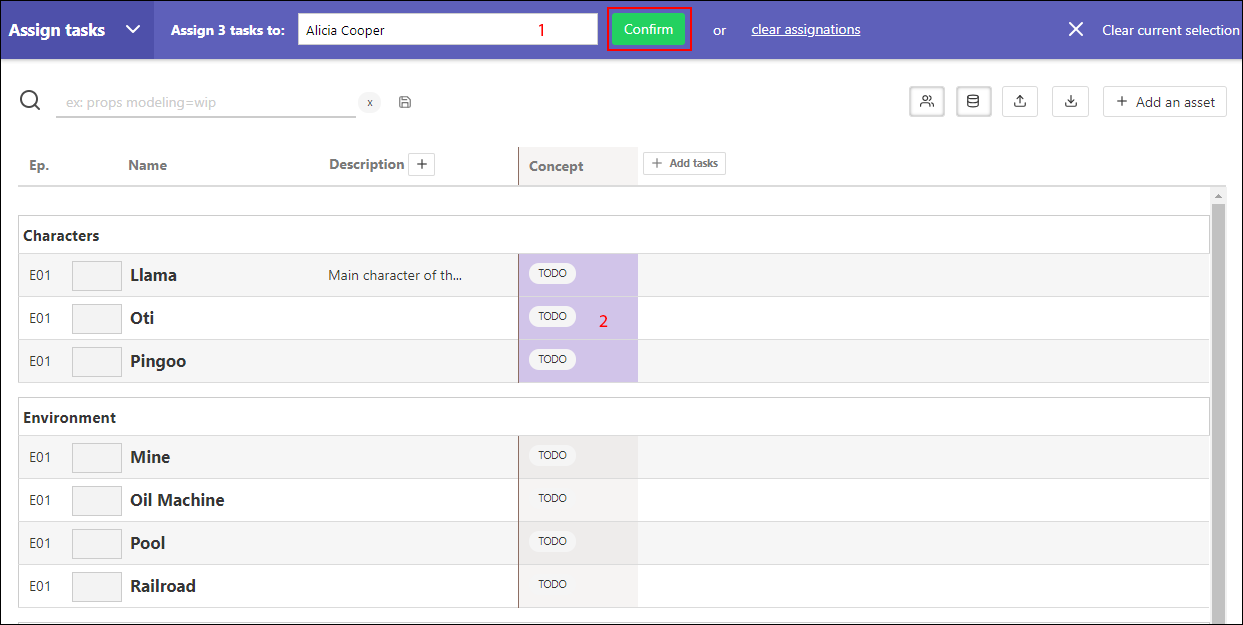 Assign tasks Assign 3 tasks to: Alicia Cooper 1 Confirm or clear assignations Clear current selection
ex: props modeling=wip x + Add an asset
Ep. Name Description + Concept + Add tasks
Characters
E01 Llama Main character of th... TODO
E01 Oti TODO 2
E01 Pingoo TODO
Environment
E01 Mine TODO
E01 Oil Machine TODO
E01 Pool TODO
E01 Railroad TODO